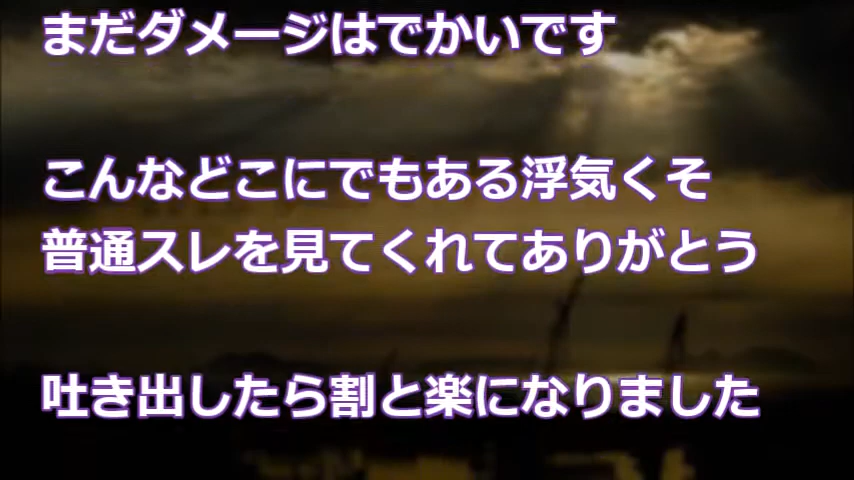 まだダメージはでかいです
こんなどこにでもある浮気くそ
普通スレを見てくれてありがとう
吐き出したら割と楽になりました